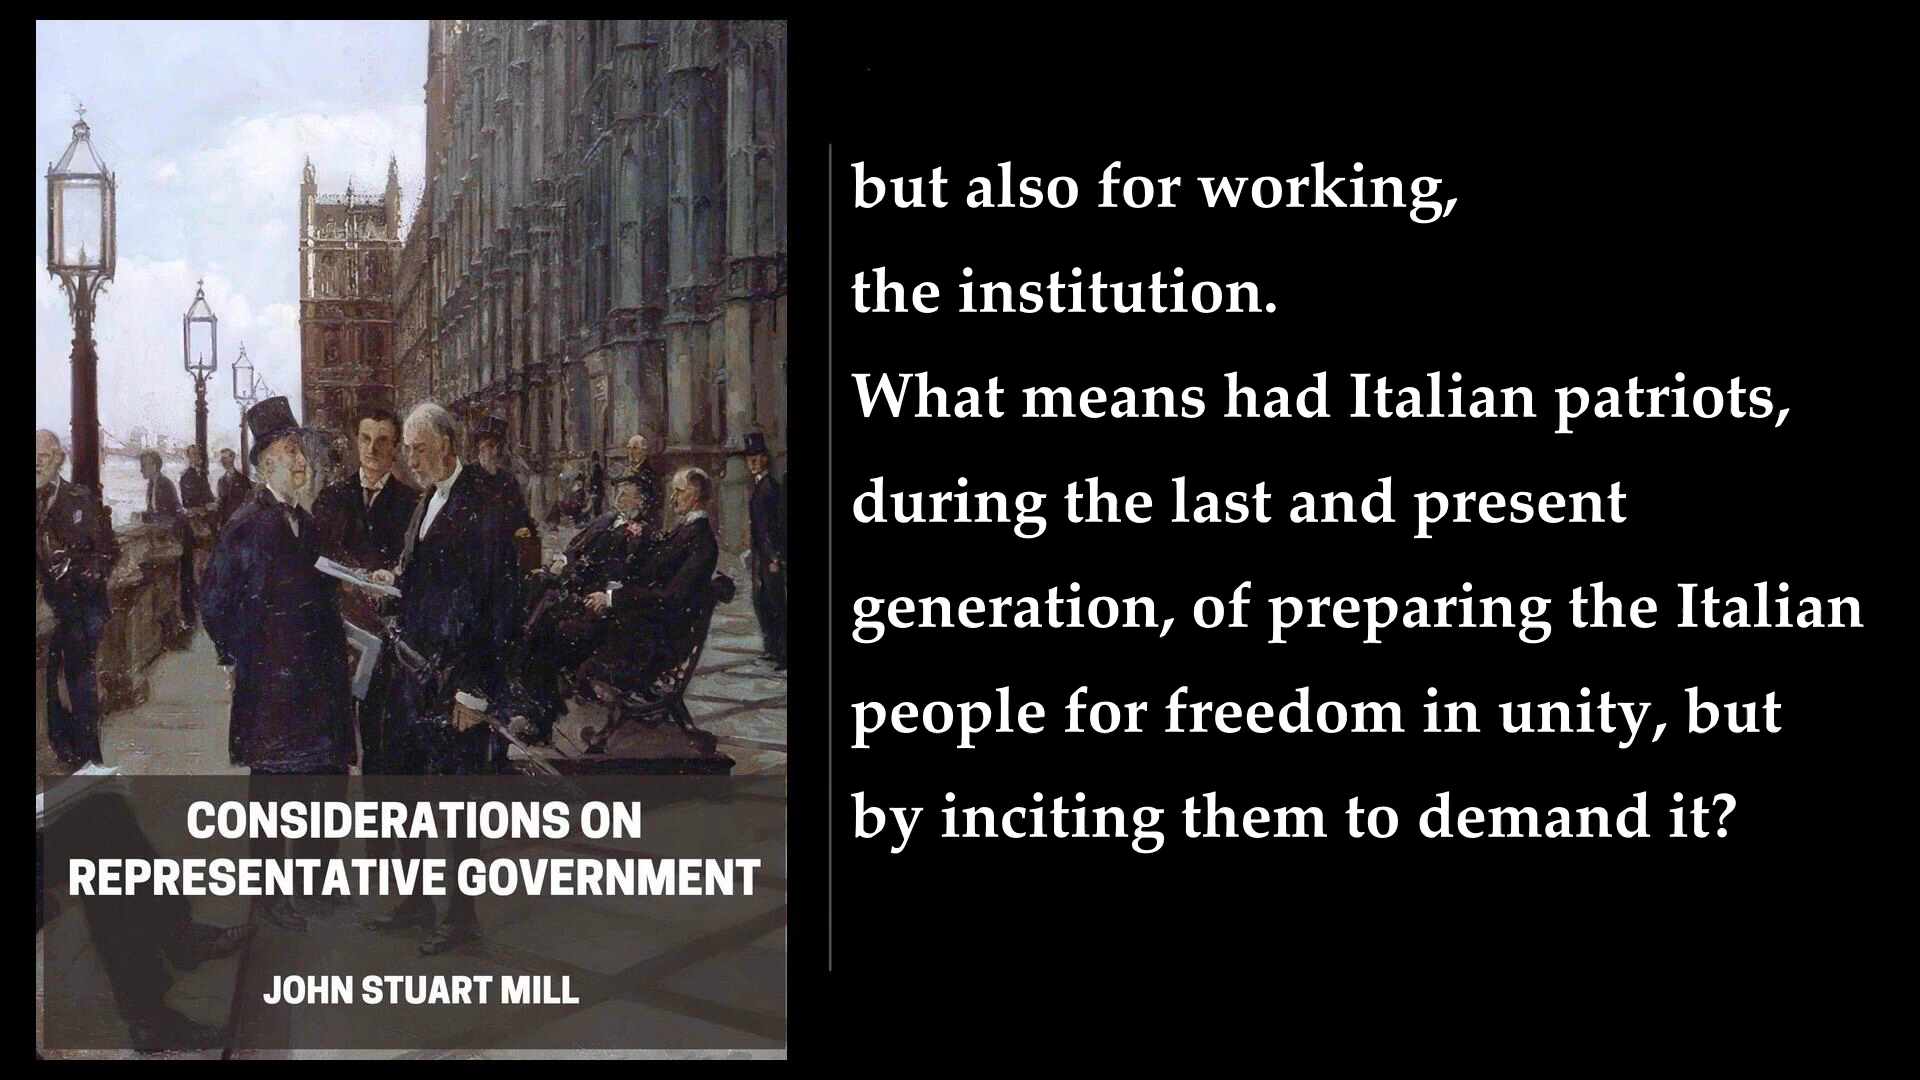 CONSIDERATIONS ON
REPRESENTATIVE GOVERNMENT
JOHN STUART MILL
but also for working,
the institution.
What means had Italian patriots,
during the last and present
generation, of preparing the Italian
people for freedom in unity, but
by inciting them to demand it?